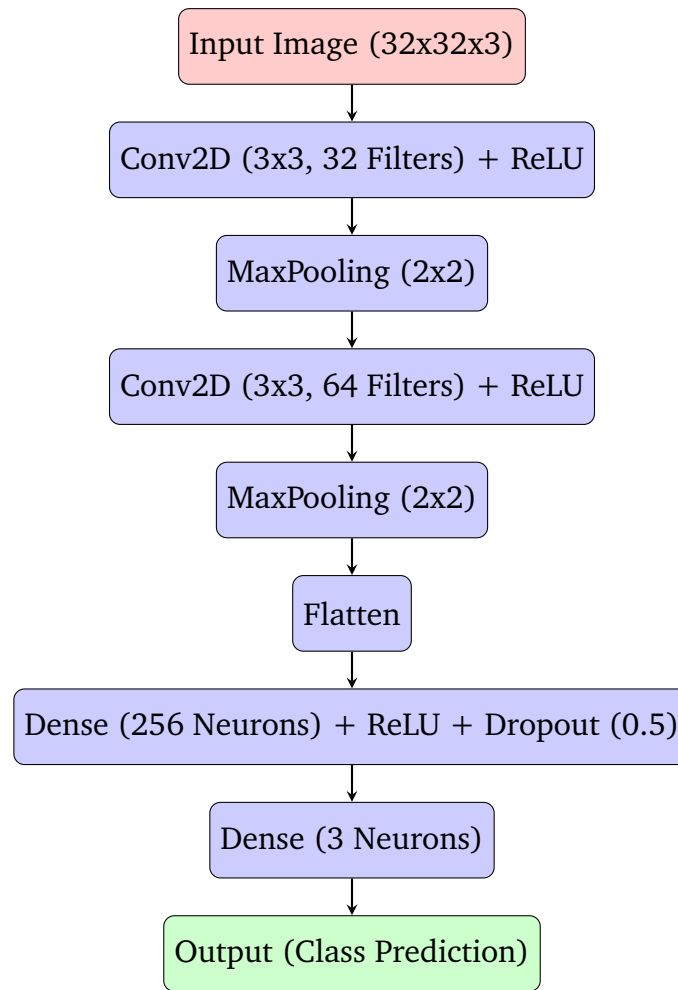 Input Image (32x32x3)
Conv2D (3x3, 32 Filters) + ReLU
MaxPooling (2x2)
Conv2D (3x3, 64 Filters) + ReLU
MaxPooling (2x2)
Flatten
Dense (256 Neurons) + ReLU + Dropout (0.5)
Dense (3 Neurons)
Output (Class Prediction)